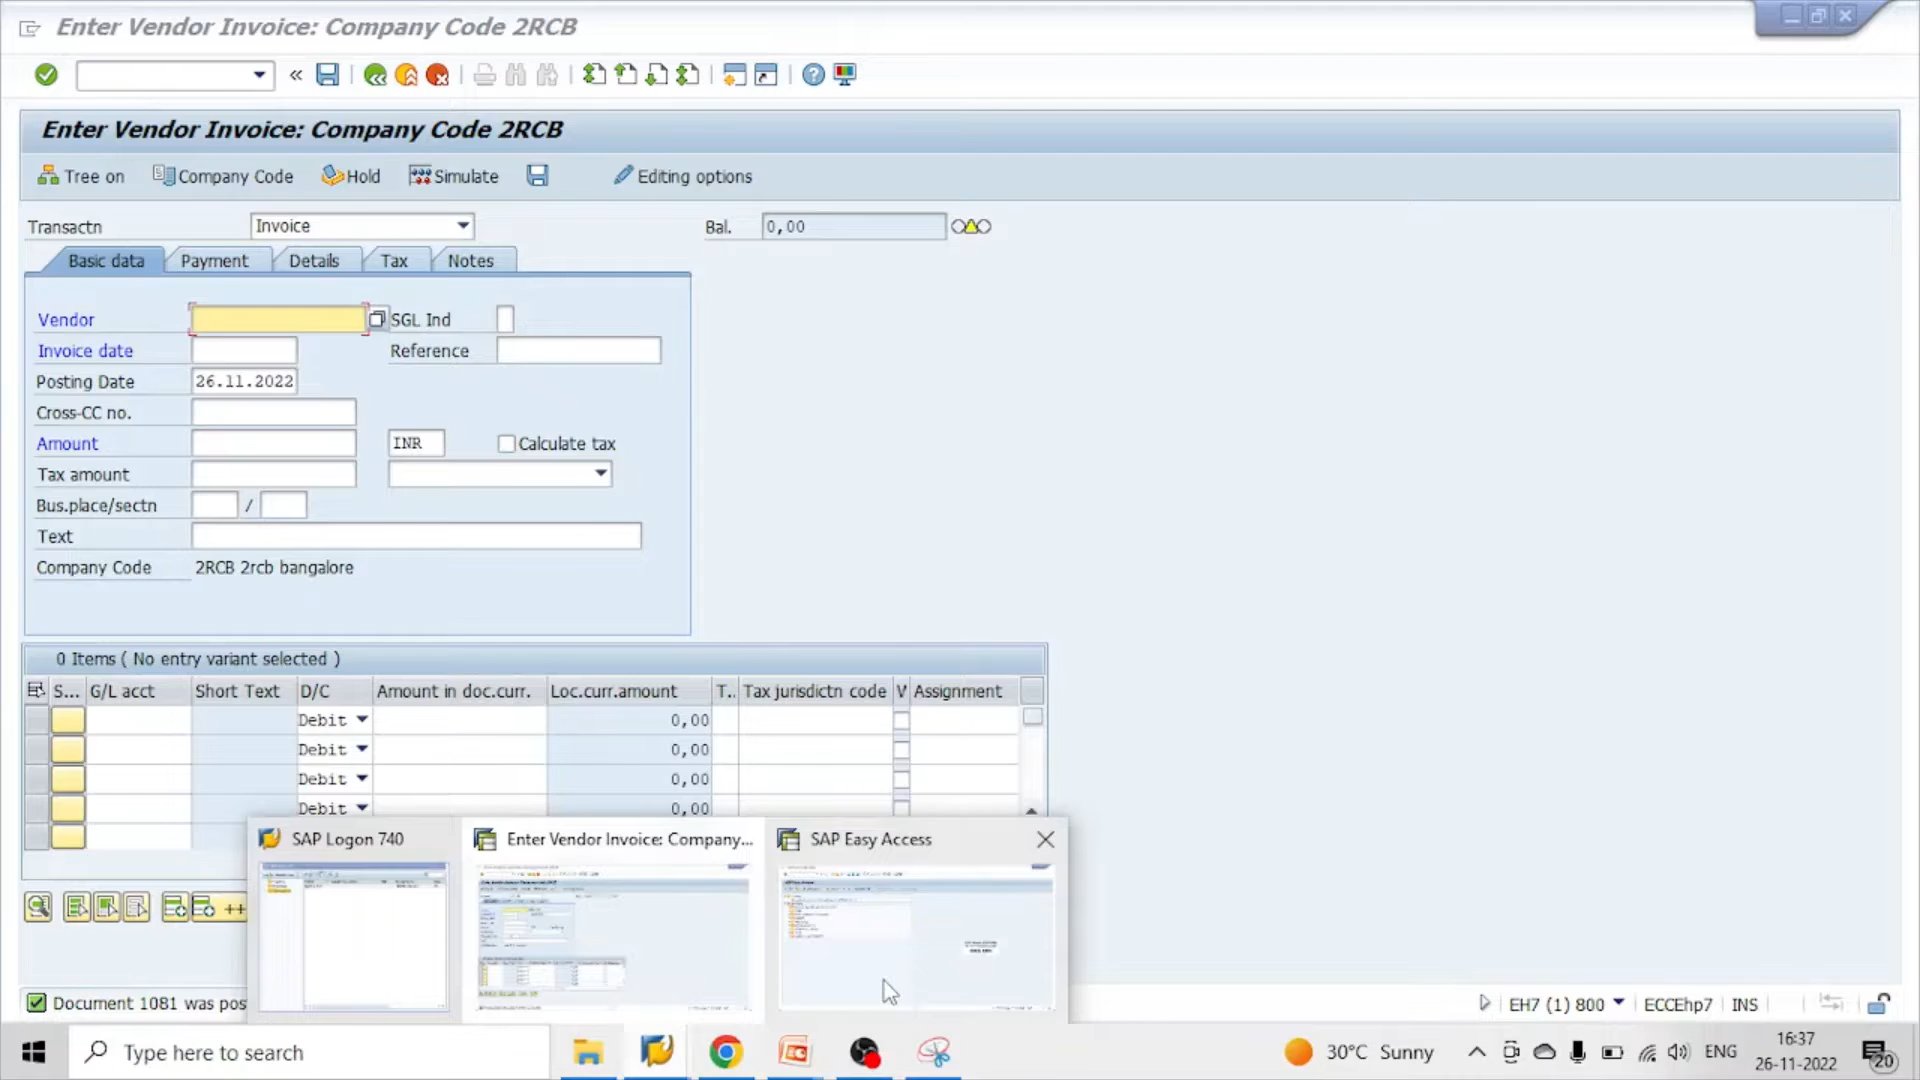 Enter Vendor Invoice: Company Code 2RCB
Enter Vendor Invoice: Company Code 2RCB
Tree on Company Code Hold Simulate Editing options
Transactn Invoice Bal. 0,00
Basic data Payment Details Tax Notes
Vendor SGL Ind
Invoice date Reference
Posting Date 26.11.2022
Cross-CC no.
Amount INR Calculate tax
Tax amount
Bus.place/sectn /
Text
Company Code 2RCB 2rcb bangalore
0 Items ( No entry variant selected )
S... G/L acct Short Text D/C Amount in doc.curr. Loc.curr.amount T.. Tax jurisdictn code V Assignment
Debit 0,00
Debit 0,00
Debit 0,00
Debit 0,00
SAP Logon 740 Enter Vendor Invoice: Company... SAP Easy Access
Document 1081 was pos
EH7 (1) 800 ECCEhp7 INS
Type here to search
30°C Sunny
ENG
16:37
26-11-2022
20